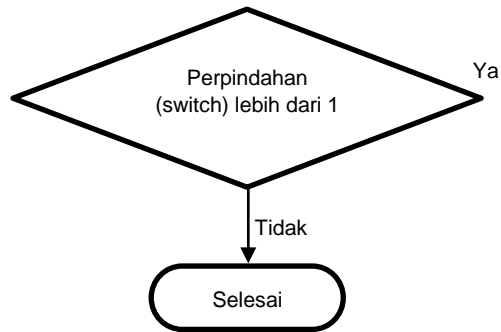 Ya
Perpindahan
(switch) lebih dari 1
Tidak
Selesai